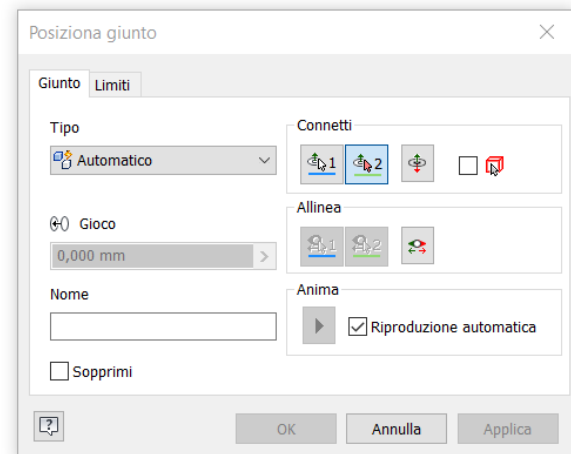 Posiziona giunto
Giunto
Limiti
Tipo
Automatico
Gioco
0,000 mm
Nome
Sopprimi
Connetti
1
2
Allinea
1
2
Anima
Riproduzione automatica
OK
Annulla
Applica